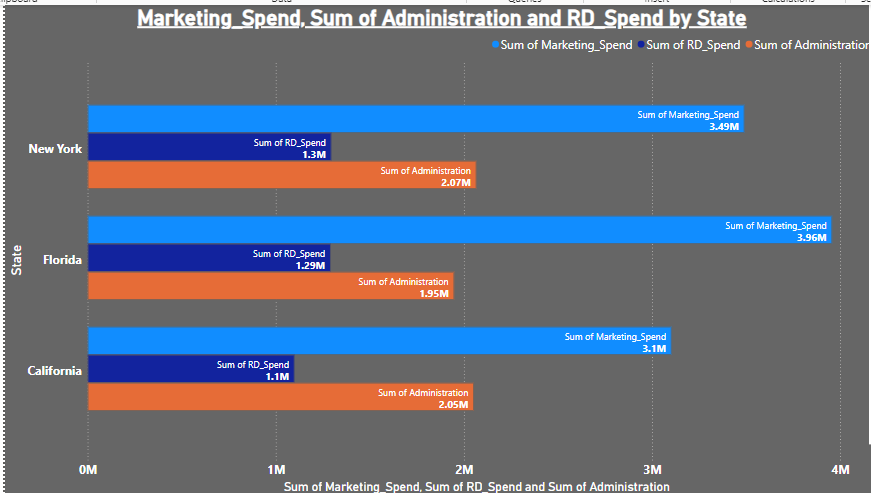 Data
Queries
Insert
Calculations
Marketing_Spend, Sum of Administration and RD_Spend by State
Sum of Marketing_Spend Sum of RD_Spend Sum of Administration
Sum of Marketing_Spend
3.49M
New York
Sum of RD_Spend
1.3M
Sum of Administration
2.07M
Sum of Marketing_Spend
3.96M
Florida
Sum of RD_Spend
1.29M
Sum of Administration
1.95M
State
Sum of Marketing_Spend
3.1M
California
Sum of RD_Spend
1.1M
Sum of Administration
2.05M
0M 1M 2M 3M 4M
Sum of Marketing_Spend, Sum of RD_Spend and Sum of Administration